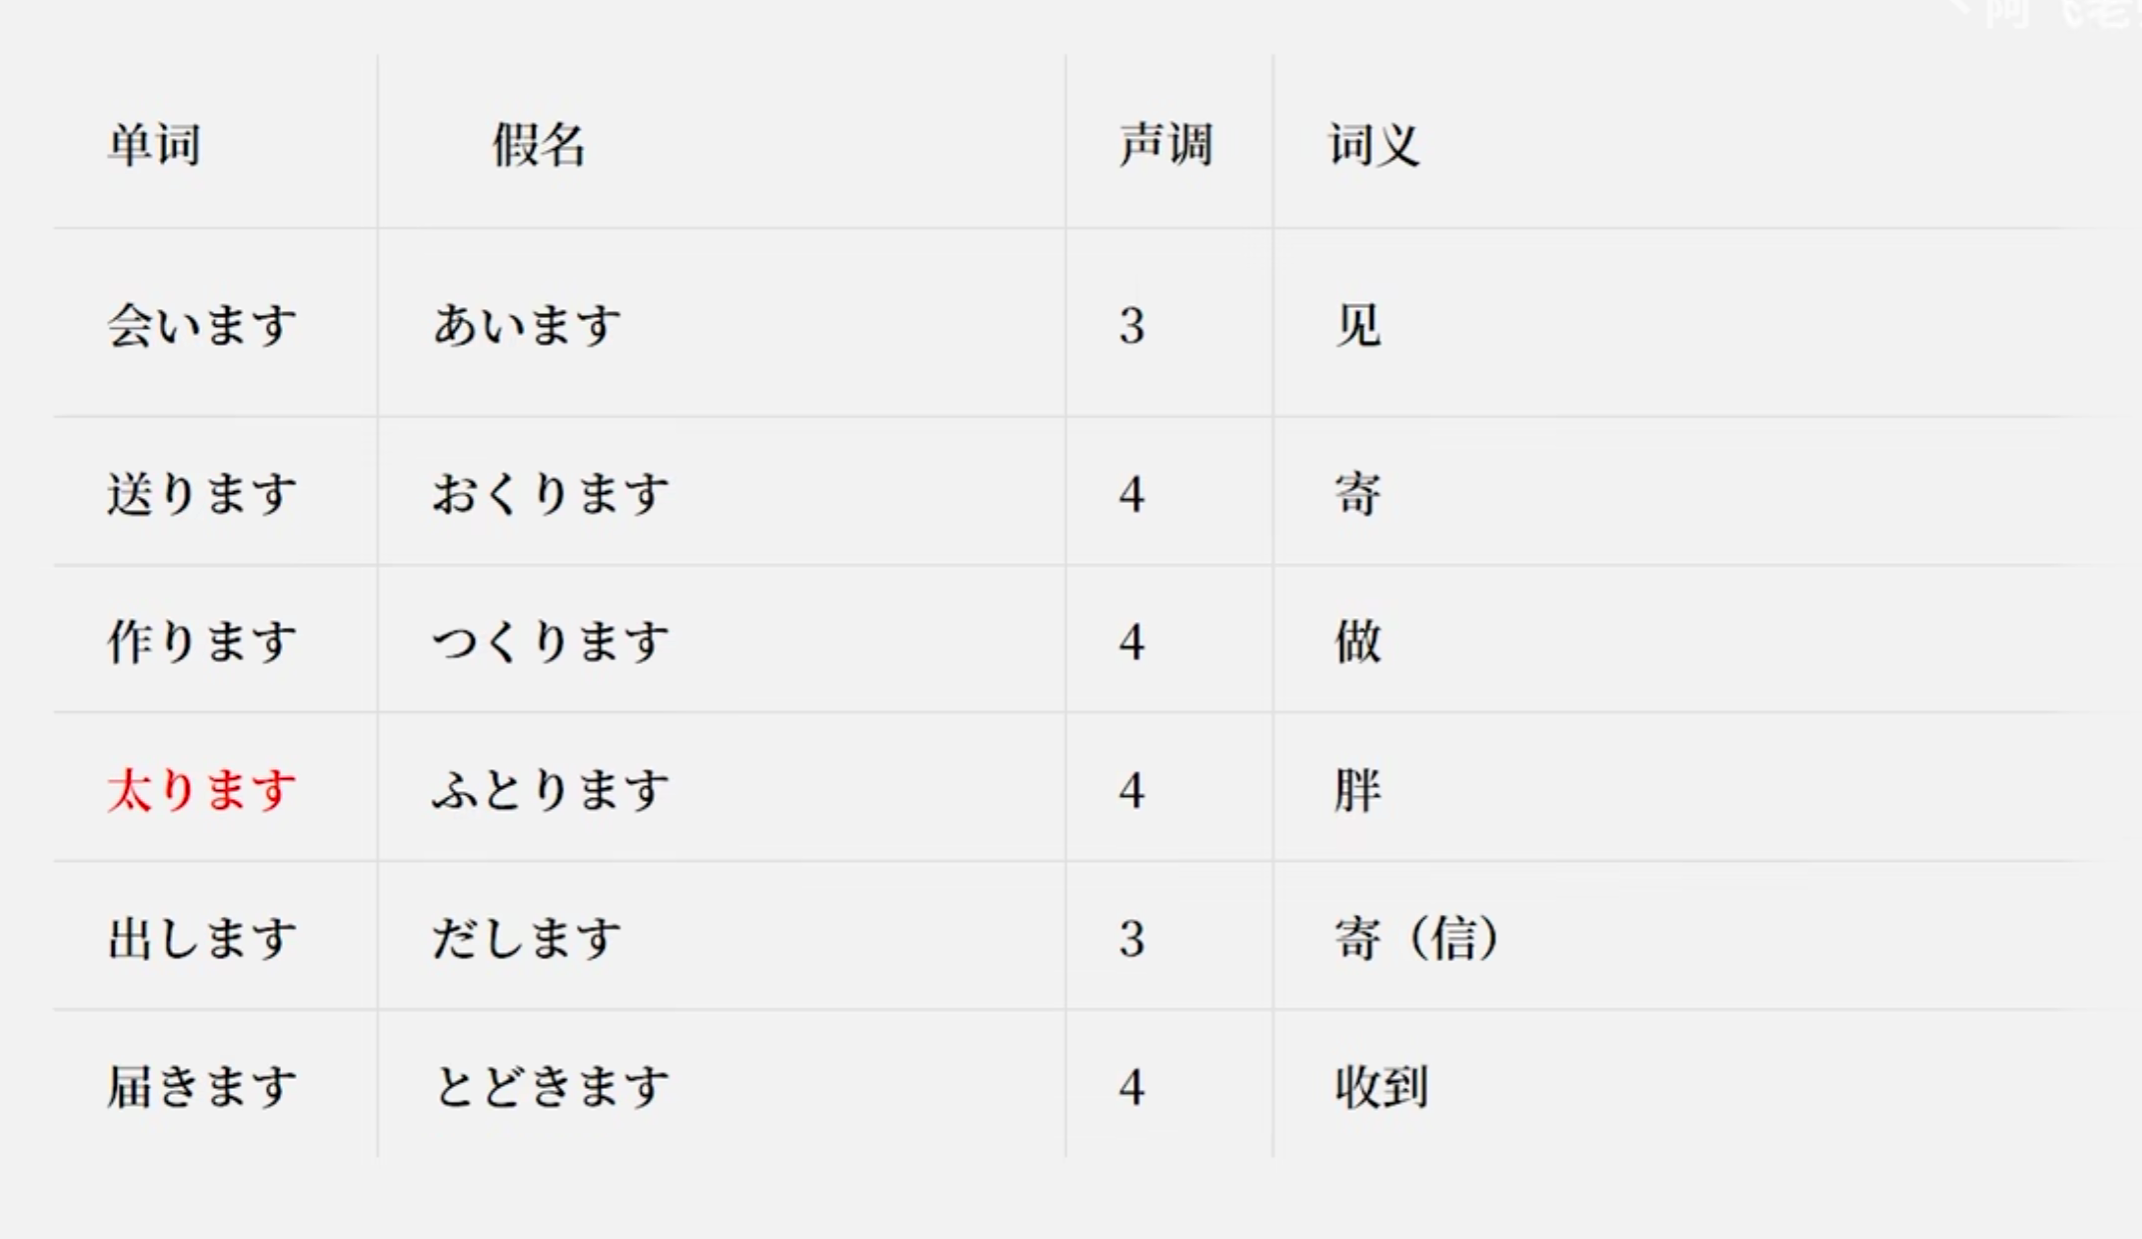 单词 假名 声调 词义
会います あいます 3 见
送ります おくります 4 寄
作ります つくります 4 做
太ります ふとります 4 胖
出します だします 3 寄（信）
届きます とどきます 4 收到